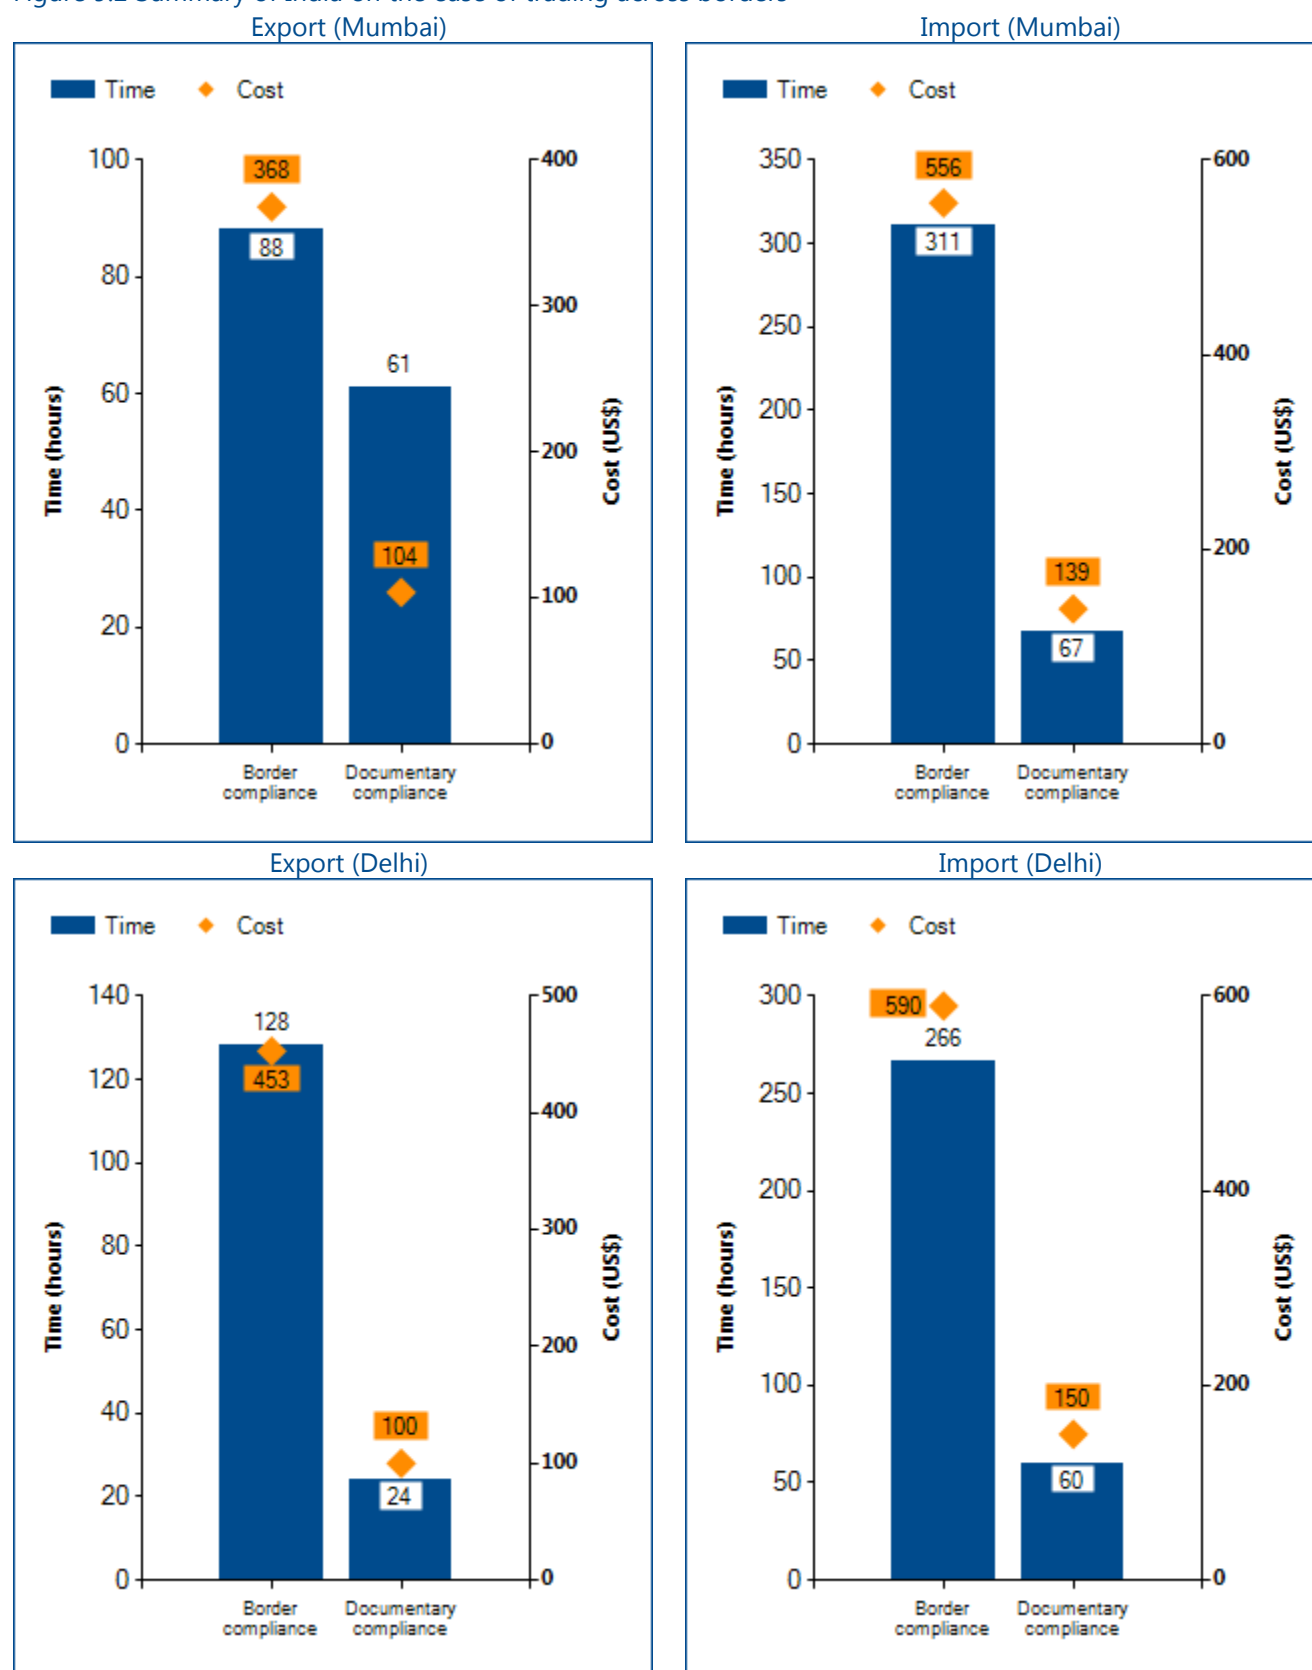 Export (Mumbai)
Import (Mumbai)
Time Cost
100
80
60
40
20
0
Time (hours)
400
300
200
100
0
Cost (US$)
368
88
61
104
Border compliance
Documentary compliance
Time Cost
350
300
250
200
150
100
50
0
Time (hours)
600
400
200
0
Cost (US$)
556
311
139
67
Border compliance
Documentary compliance
Export (Delhi)
Import (Delhi)
Time Cost
140
120
100
80
60
40
20
0
Time (hours)
500
400
300
200
100
0
Cost (US$)
128
453
100
24
Border compliance
Documentary compliance
Time Cost
300
250
200
150
100
50
0
Time (hours)
600
400
200
0
Cost (US$)
590
266
150
60
Border compliance
Documentary compliance